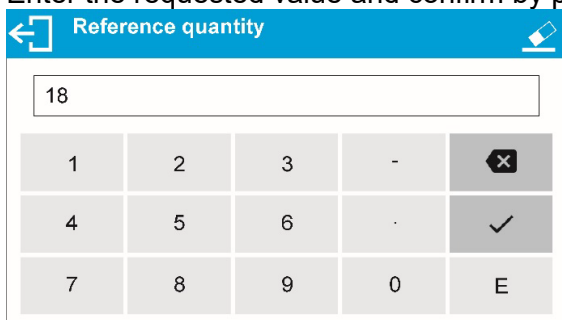 Enter the requested value and confirm by p
Reference quantity
18
1 2 3 -
4 5 6 .
7 8 9 0 E